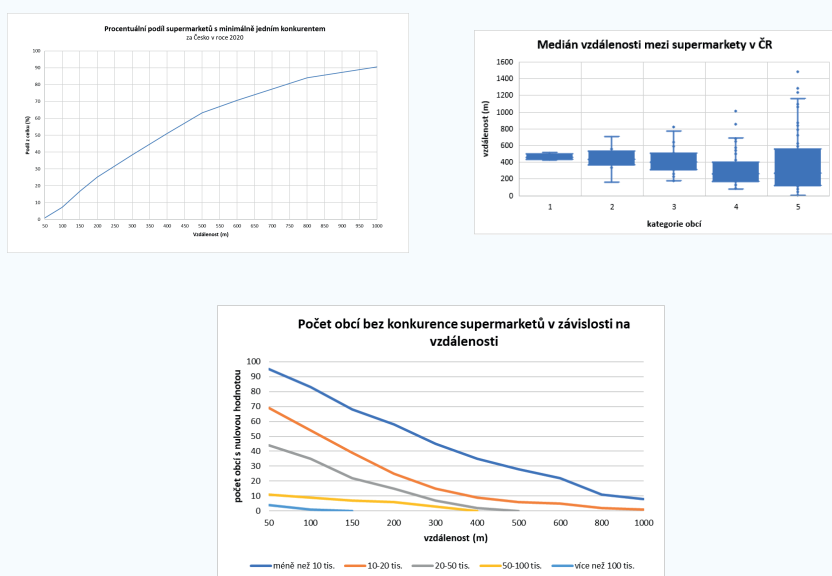 Procentuální podíl supermarketů s minimálně jedním konkurentem
za Česko v roce 2020
Podíl z celku (%)
100
90
80
70
60
50
40
30
20
10
0
50 100 150 200 250 300 350 400 450 500 550 600 650 700 750 800 850 900 950 1000
Vzdálenost (m)
Medián vzdálenosti mezi supermarkety v ČR
vzdálenost (m)
1600
1400
1200
1000
800
600
400
200
0
1 2 3 4 5
kategorie obcí
Počet obcí bez konkurence supermarketů v závislosti na
vzdálenosti
počet obcí s nulovou hodnotou
100
90
80
70
60
50
40
30
20
10
0
50 100 150 200 300 400 500 600 800 1000
vzdálenost (m)
méně než 10 tis. 10-20 tis. 20-50 tis. 50-100 tis. více než 100 tis.